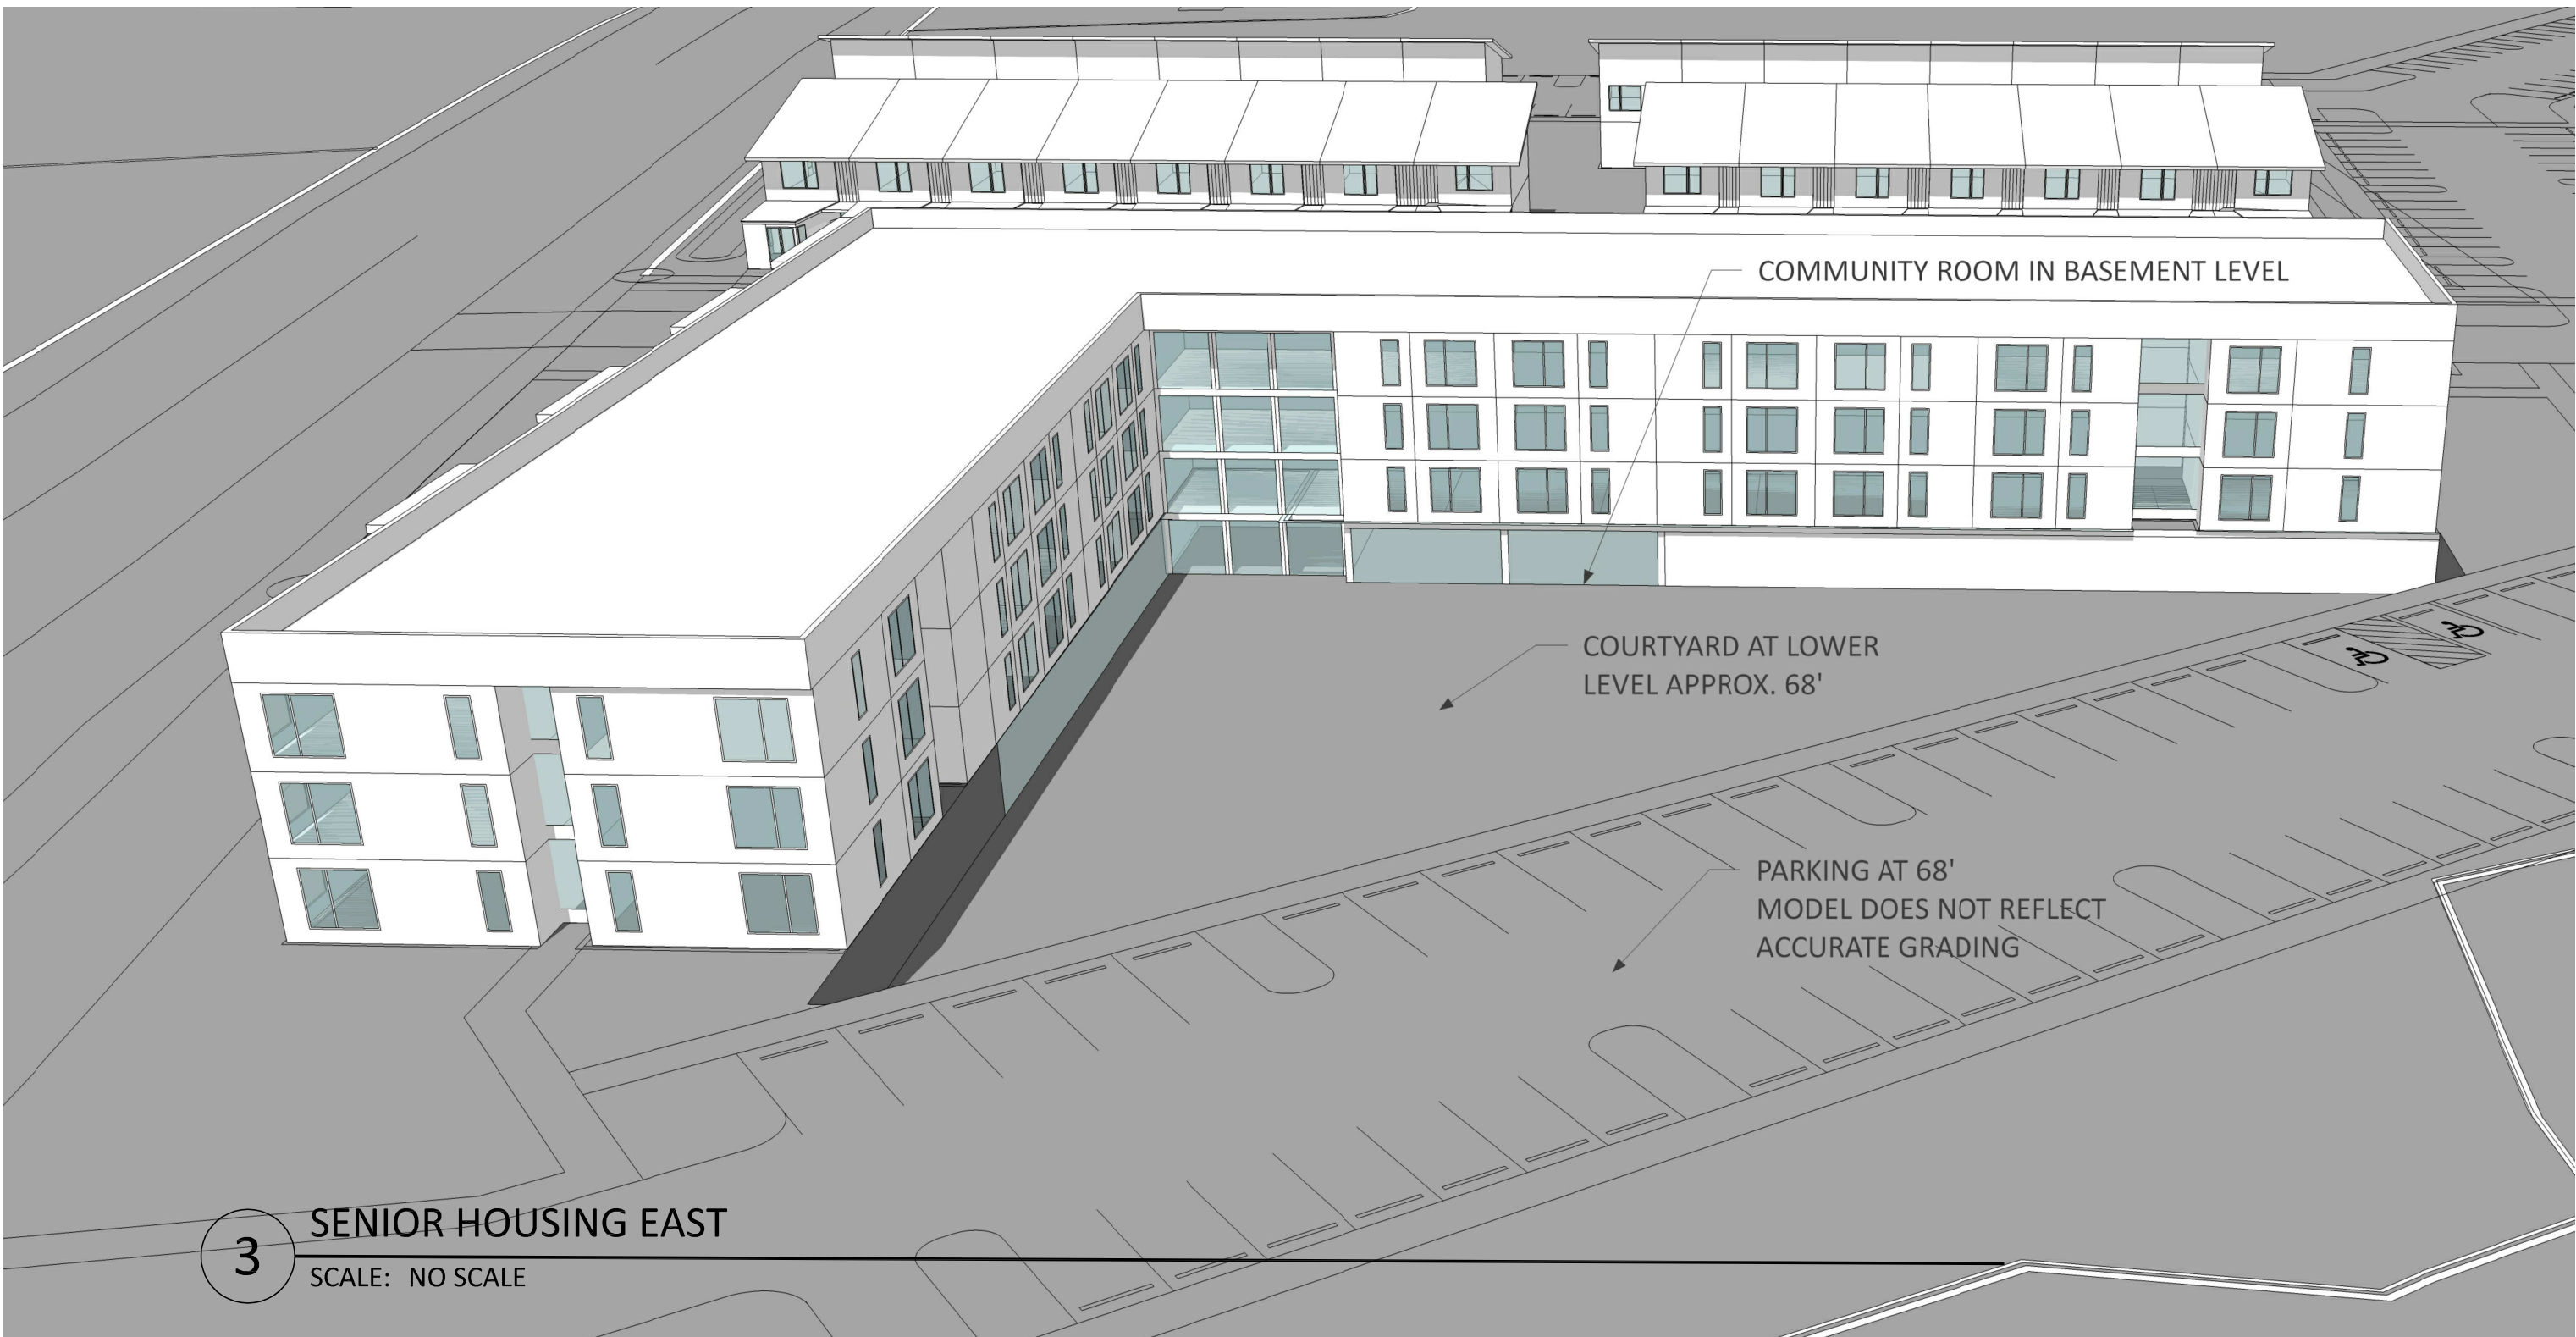 COMMUNITY ROOM IN BASEMENT LEVEL
COURTYARD AT LOWER
LEVEL APPROX. 68'
PARKING AT 68'
MODEL DOES NOT REFLECT
ACCURATE GRADING
3
SENIOR HOUSING EAST
SCALE: NO SCALE